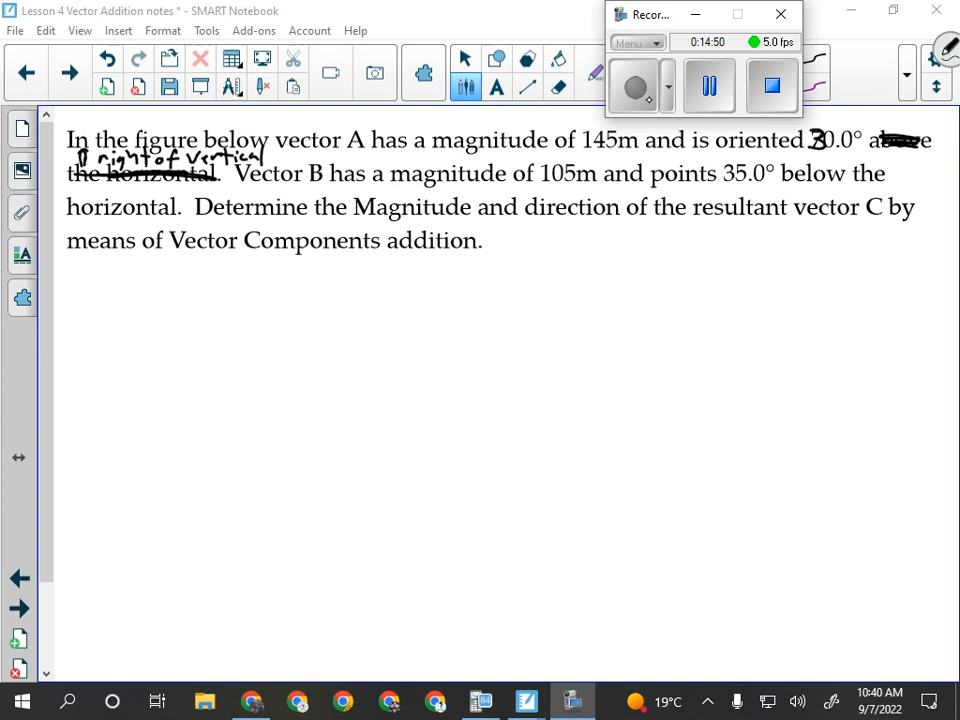 Lesson 4 Vector Addition notes * - SMART Notebook
Recor...
File Edit View Insert Format Tools Add-ons Account Help
Menu
0:14:50
5.0 fps
In the figure below vector A has a magnitude of 145m and is oriented 30.0°
right of vertical
the horizontal. Vector B has a magnitude of 105m and points 35.0° below the
horizontal. Determine the Magnitude and direction of the resultant vector C by
means of Vector Components addition.
19°C
10:40 AM
9/7/2022